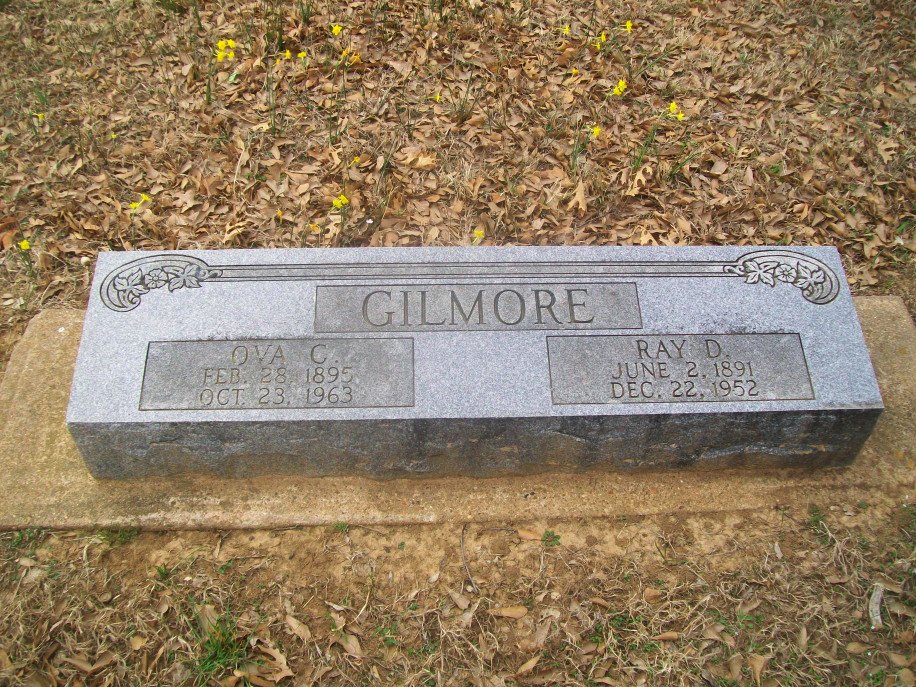 GILMORE
OVA C.
FEB. 28 1895
OCT. 23, 1963
RAY D.
JUNE 2, 1891
DEC. 22, 1952